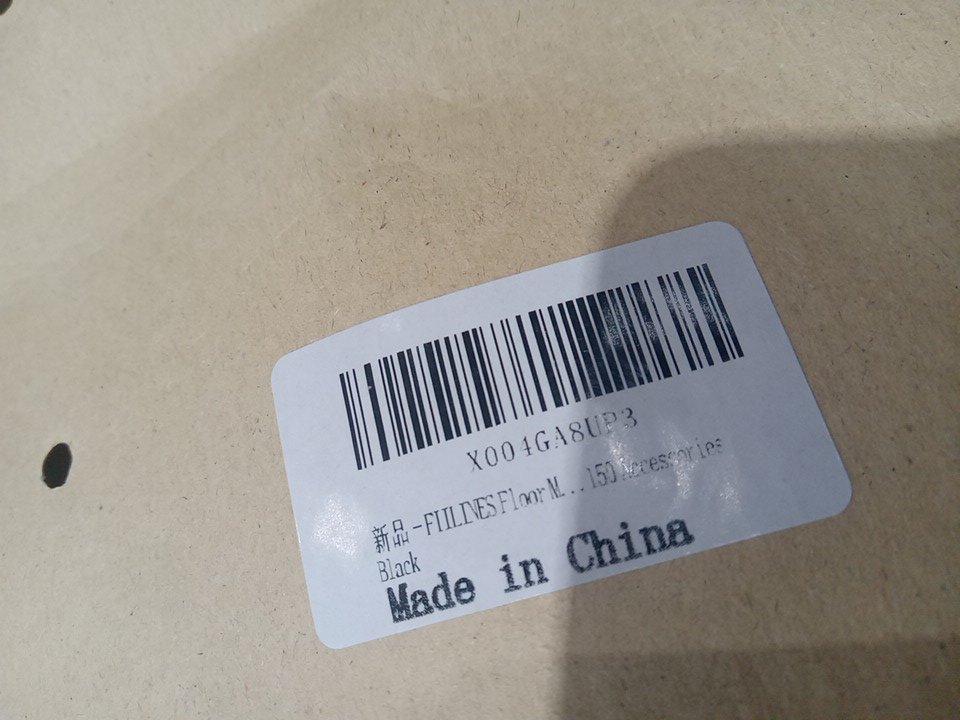 X004GA8UP3
新品 -FIILINES Floor M...150 Accessories
Black
Made in China